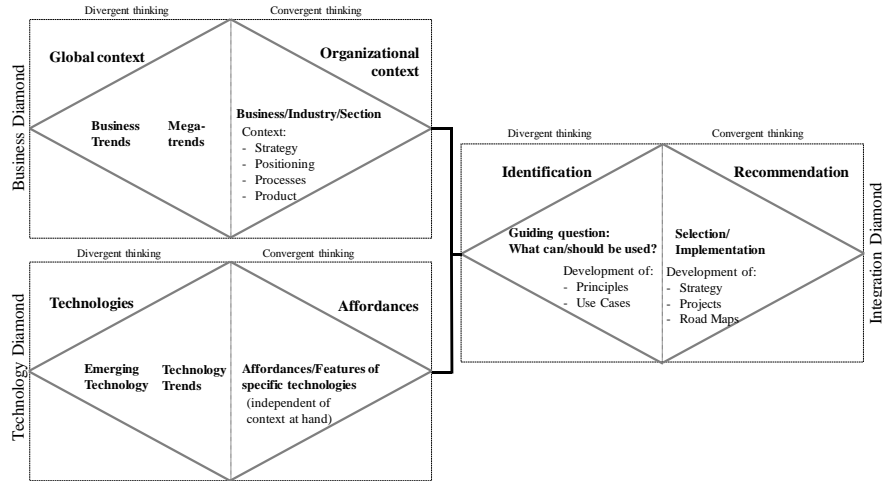 Divergent thinking
Convergent thinking
Business Diamond
Global context
Organizational
context
Business
Trends
Mega-
trends
Business/Industry/Section
Context:
- Strategy
- Positioning
- Processes
- Product
Divergent thinking
Convergent thinking
Technology Diamond
Technologies
Affordances
Emerging
Technology
Technology
Trends
Affordances/Features of
specific technologies
(independent of
context at hand)
Divergent thinking
Convergent thinking
Integration Diamond
Identification
Recommendation
Guiding question:
What can/should be used?
Development of:
- Principles
- Use Cases
Selection/
Implementation
Development of:
- Strategy
- Projects
- Road Maps